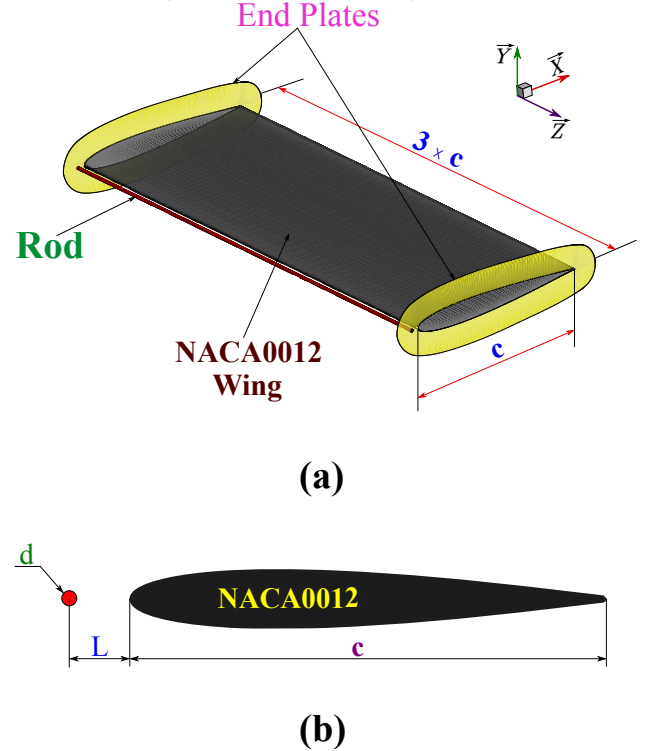 End Plates
Y
X
Z
3 × c
Rod
NACA0012
Wing
c
(a)
d
NACA0012
L
c
(b)